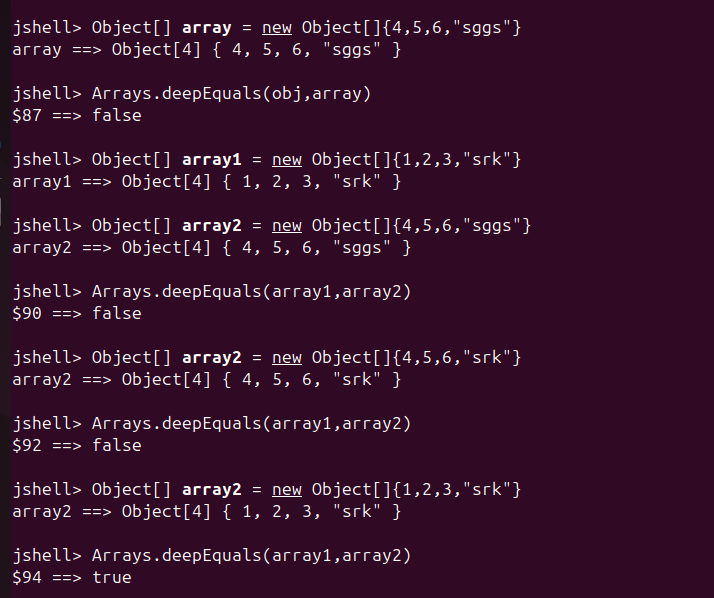 jshell> Object[] array = new Object[]{4,5,6,"sggs"}
array ==> Object[4] { 4, 5, 6, "sggs" }
jshell> Arrays.deepEquals(obj,array)
$87 ==> false
jshell> Object[] array1 = new Object[]{1,2,3,"srk"}
array1 ==> Object[4] { 1, 2, 3, "srk" }
jshell> Object[] array2 = new Object[]{4,5,6,"sggs"}
array2 ==> Object[4] { 4, 5, 6, "sggs" }
jshell> Arrays.deepEquals(array1,array2)
$90 ==> false
jshell> Object[] array2 = new Object[]{4,5,6,"srk"}
array2 ==> Object[4] { 4, 5, 6, "srk" }
jshell> Arrays.deepEquals(array1,array2)
$92 ==> false
jshell> Object[] array2 = new Object[]{1,2,3,"srk"}
array2 ==> Object[4] { 1, 2, 3, "srk" }
jshell> Arrays.deepEquals(array1,array2)
$94 ==> true